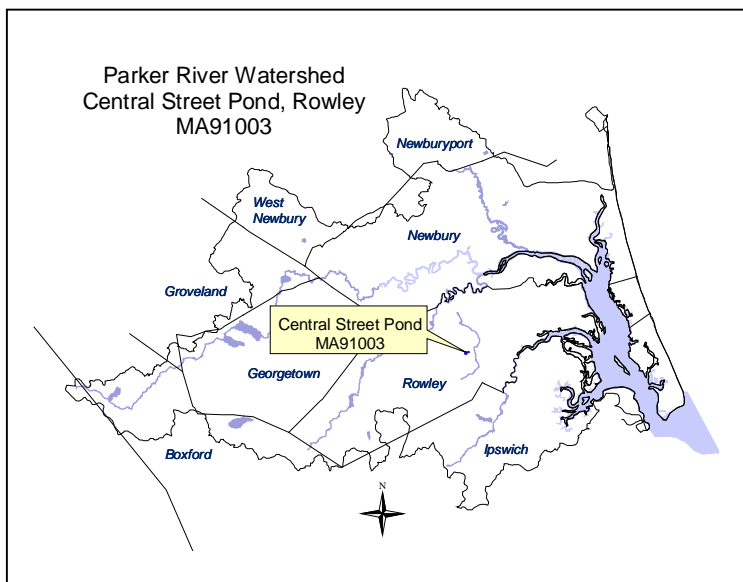 Parker River Watershed
Central Street Pond, Rowley
MA91003
Newburyport
West
Newbury
Newbury
Groveland
Central Street Pond
MA91003
Georgetown
Rowley
Boxford
Ipswich
N